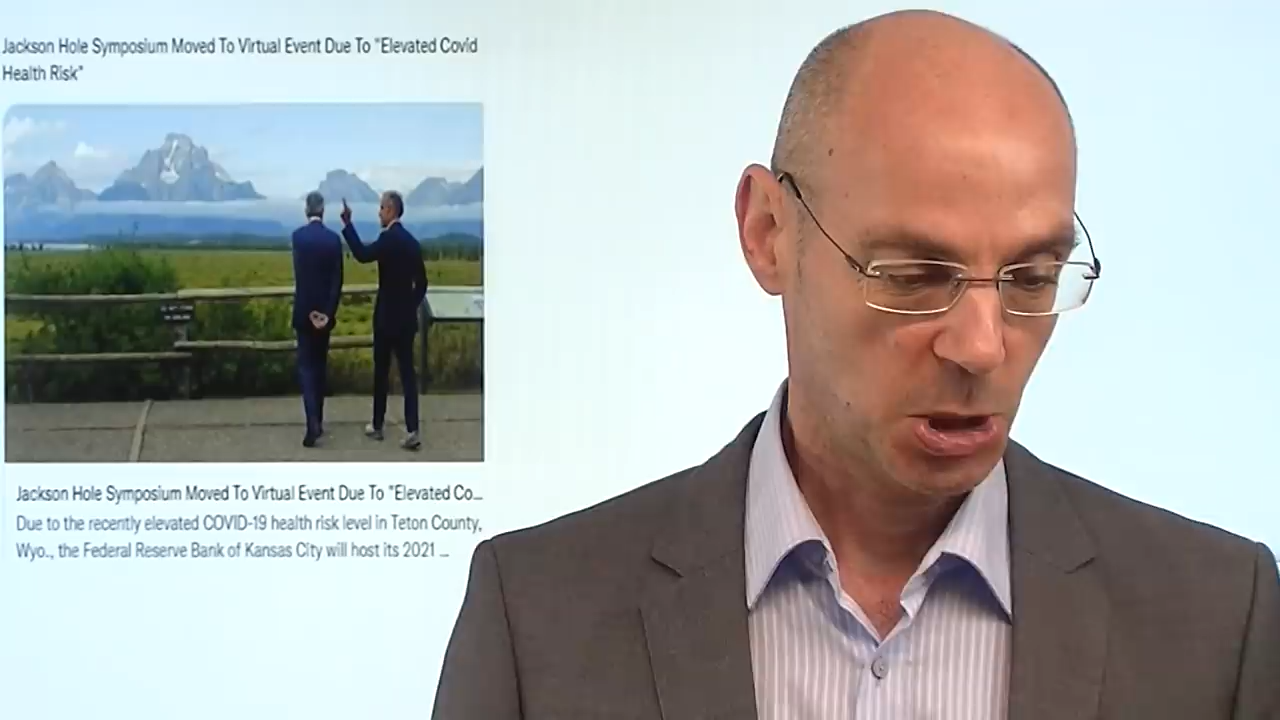 Jackson Hole Symposium Moved To Virtual Event Due To "Elevated Covid
Health Risk"
Jackson Hole Symposium Moved To Virtual Event Due To "Elevated Co...
Due to the recently elevated COVID-19 health risk level in Teton County,
Wyo., the Federal Reserve Bank of Kansas City will host its 2021 ...